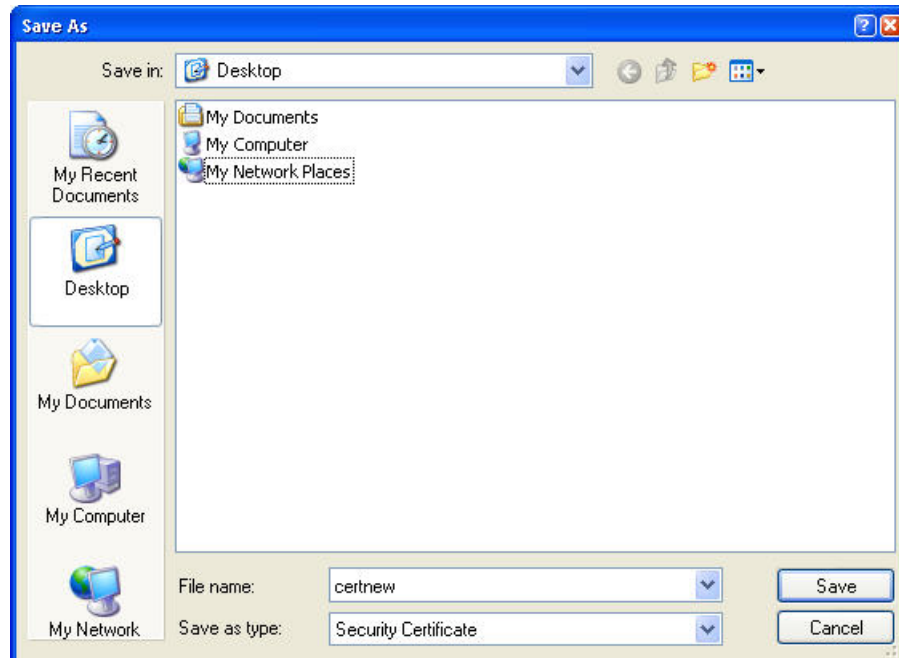 Save As
Save in: Desktop
My Documents
My Computer
My Network Places
My Recent
Documents
Desktop
My Documents
My Computer
My Network
File name: certnew Save
Save as type: Security Certificate Cancel